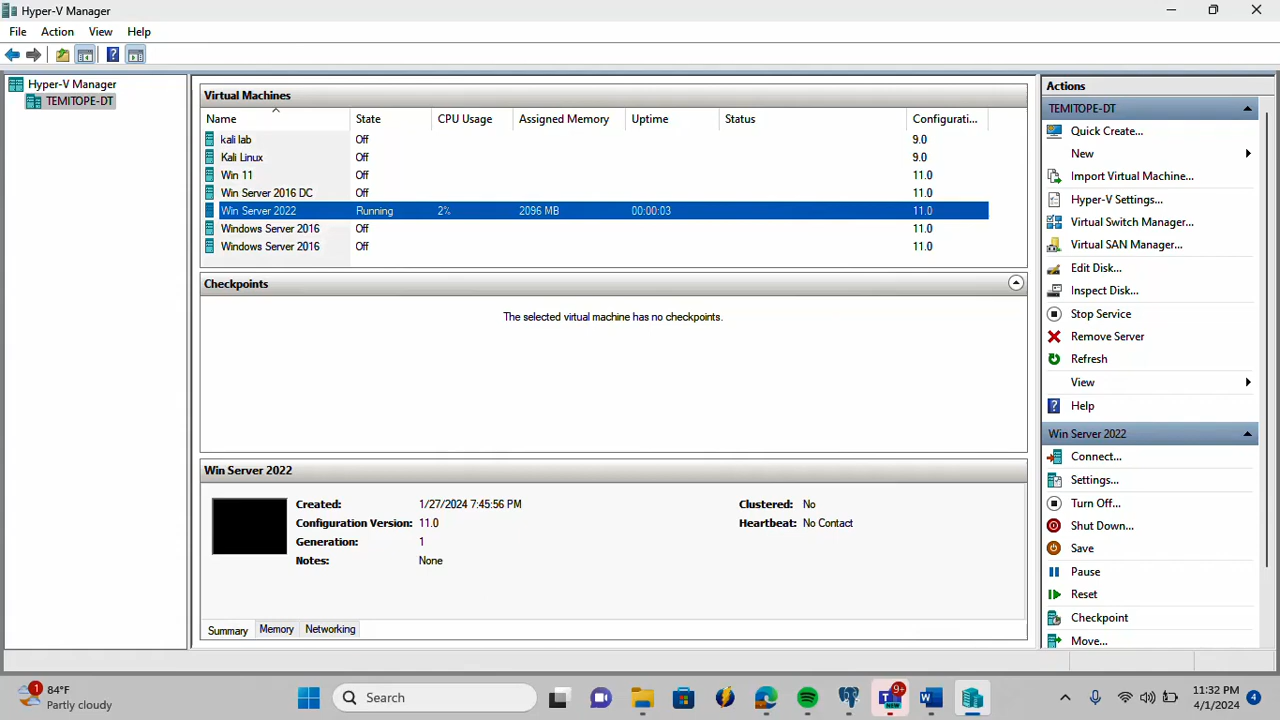 Hyper-V Manager
File Action View Help
Hyper-V Manager
TEMITOPE-DT
Virtual Machines
Name State CPU Usage Assigned Memory Uptime Status Configurati...
kali lab Off 9.0
Kali Linux Off 9.0
Win 11 Off 11.0
Win Server 2016 DC Off 11.0
Win Server 2022 Running 2% 2096 MB 00:00:03 11.0
Windows Server 2016 Off 11.0
Windows Server 2016 Off 11.0
Checkpoints
The selected virtual machine has no checkpoints.
Win Server 2022
Created: 1/27/2024 7:45:56 PM Clustered: No
Configuration Version: 11.0 Heartbeat: No Contact
Generation: 1
Notes: None
Summary Memory Networking
Actions
TEMITOPE-DT
Quick Create...
New
Import Virtual Machine...
Hyper-V Settings...
Virtual Switch Manager...
Virtual SAN Manager...
Edit Disk...
Inspect Disk...
Stop Service
Remove Server
Refresh
View
Help
Win Server 2022
Connect...
Settings...
Turn Off...
Shut Down...
Save
Pause
Reset
Checkpoint
Move...
1
84°F
Partly cloudy
Search
9+
NEW
11:32 PM
4/1/2024
4